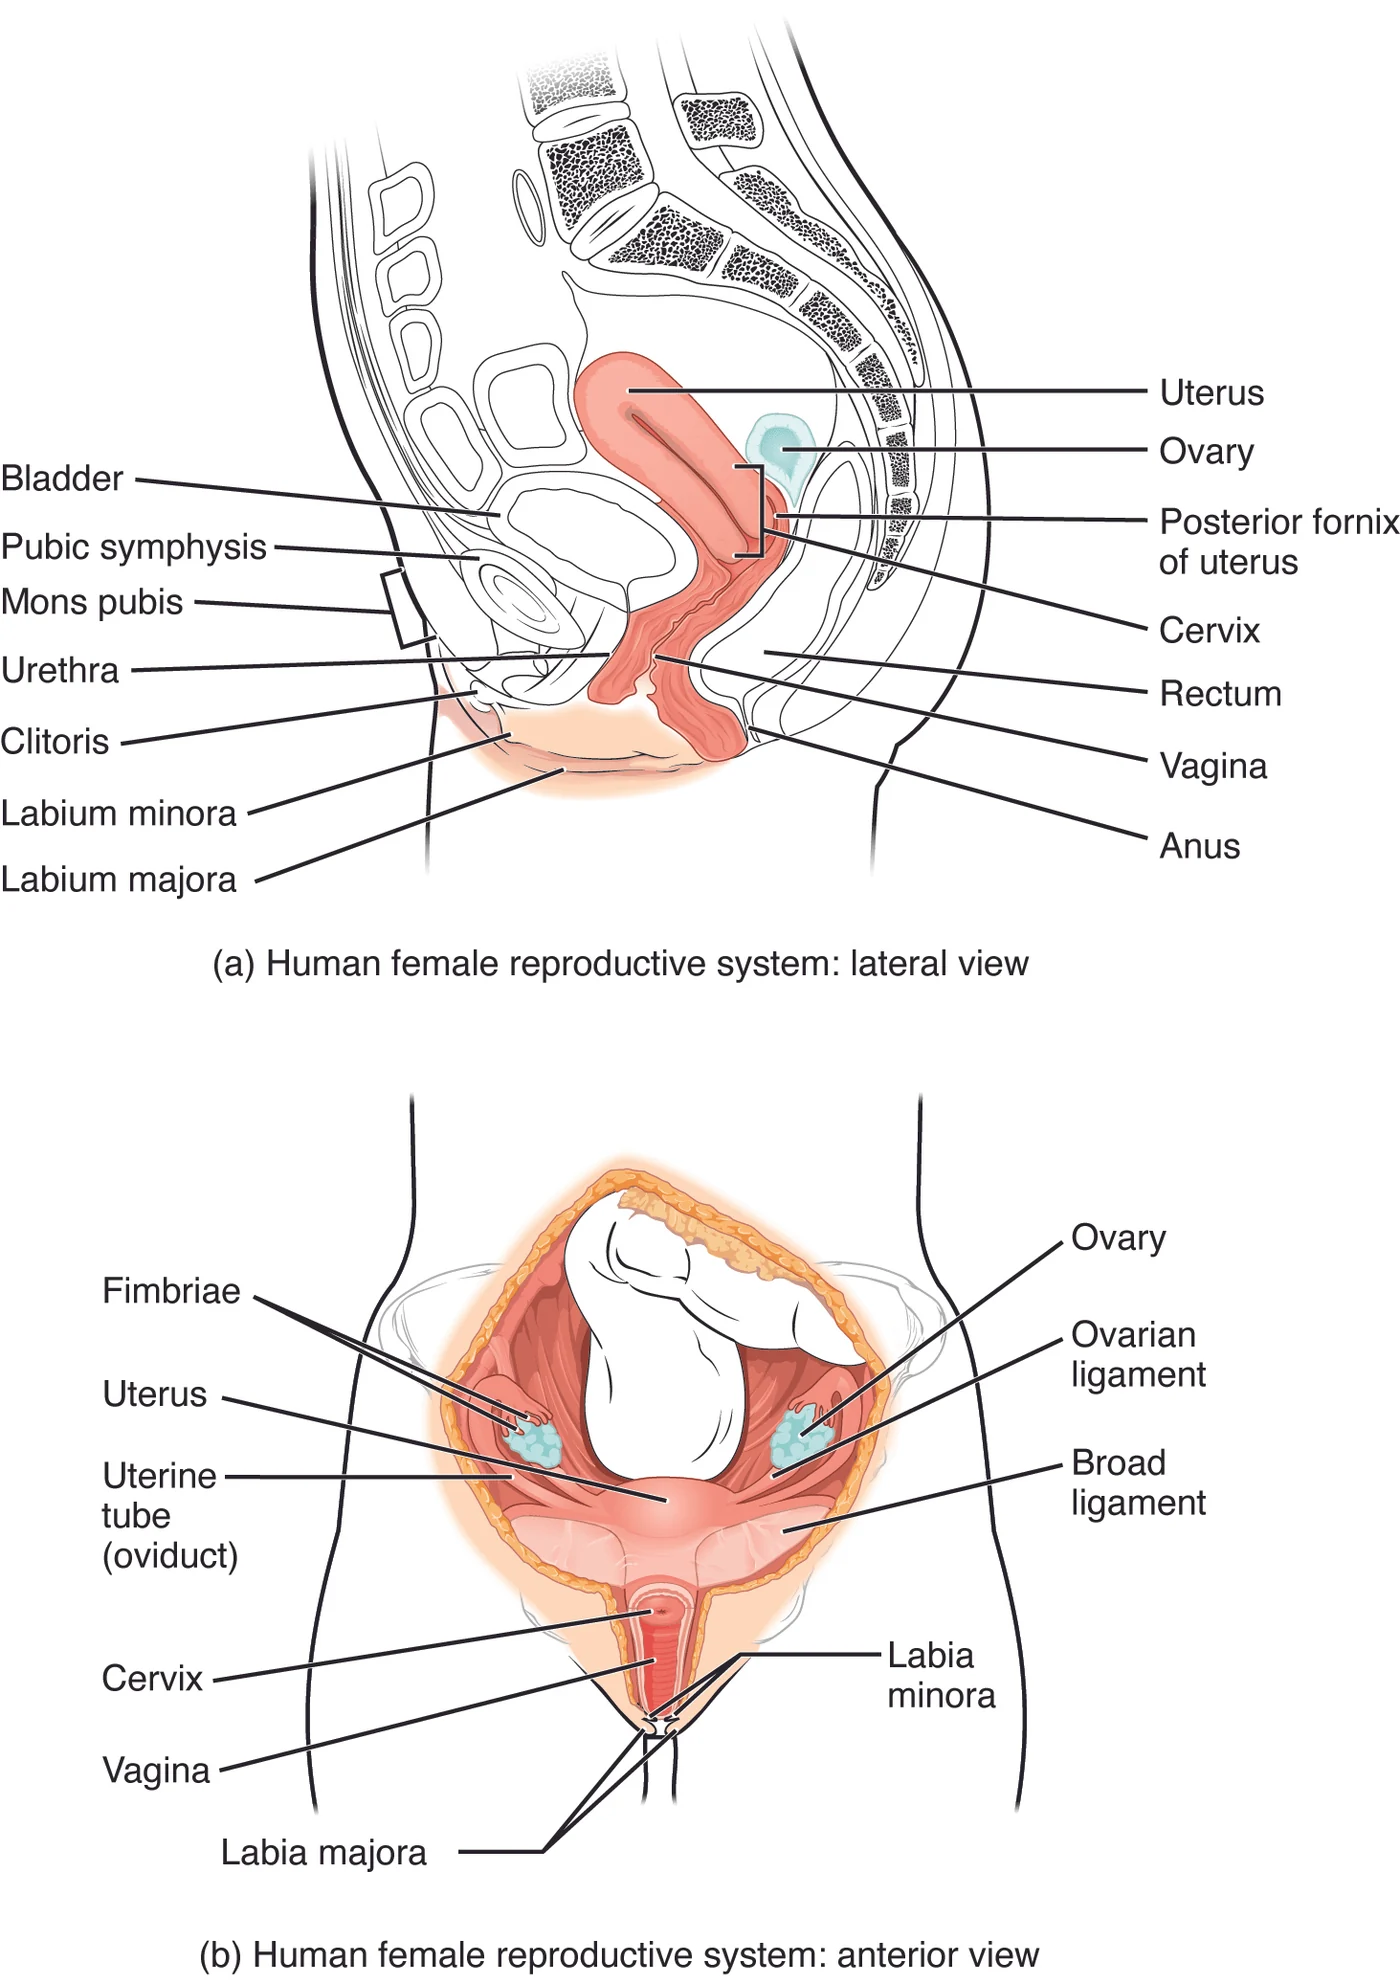 Uterus
Ovary
Posterior fornix
of uterus
Cervix
Rectum
Vagina
Anus
Bladder
Pubic symphysis
Mons pubis
Urethra
Clitoris
Labium minora
Labium majora
(a) Human female reproductive system: lateral view
Fimbriae
Uterus
Uterine
tube
(oviduct)
Cervix
Vagina
Labia majora
Ovary
Ovarian
ligament
Broad
ligament
Labia
minora
(b) Human female reproductive system: anterior view